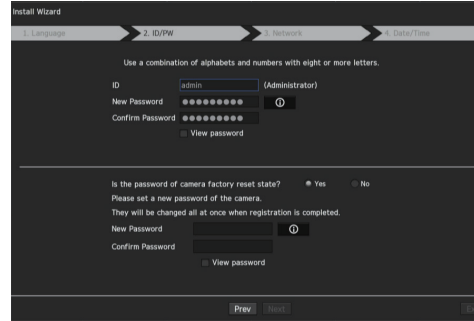 Install Wizard
1. Language 2. ID/PW 3. Network 4. Date/Time
Use a combination of alphabets and numbers with eight or more letters.
ID admin (Administrator)
New Password
Confirm Password
View password
Is the password of camera factory reset state? Yes No
Please set a new password of the camera.
They will be changed all at once when registration is completed.
New Password
Confirm Password
View password
Prev Next